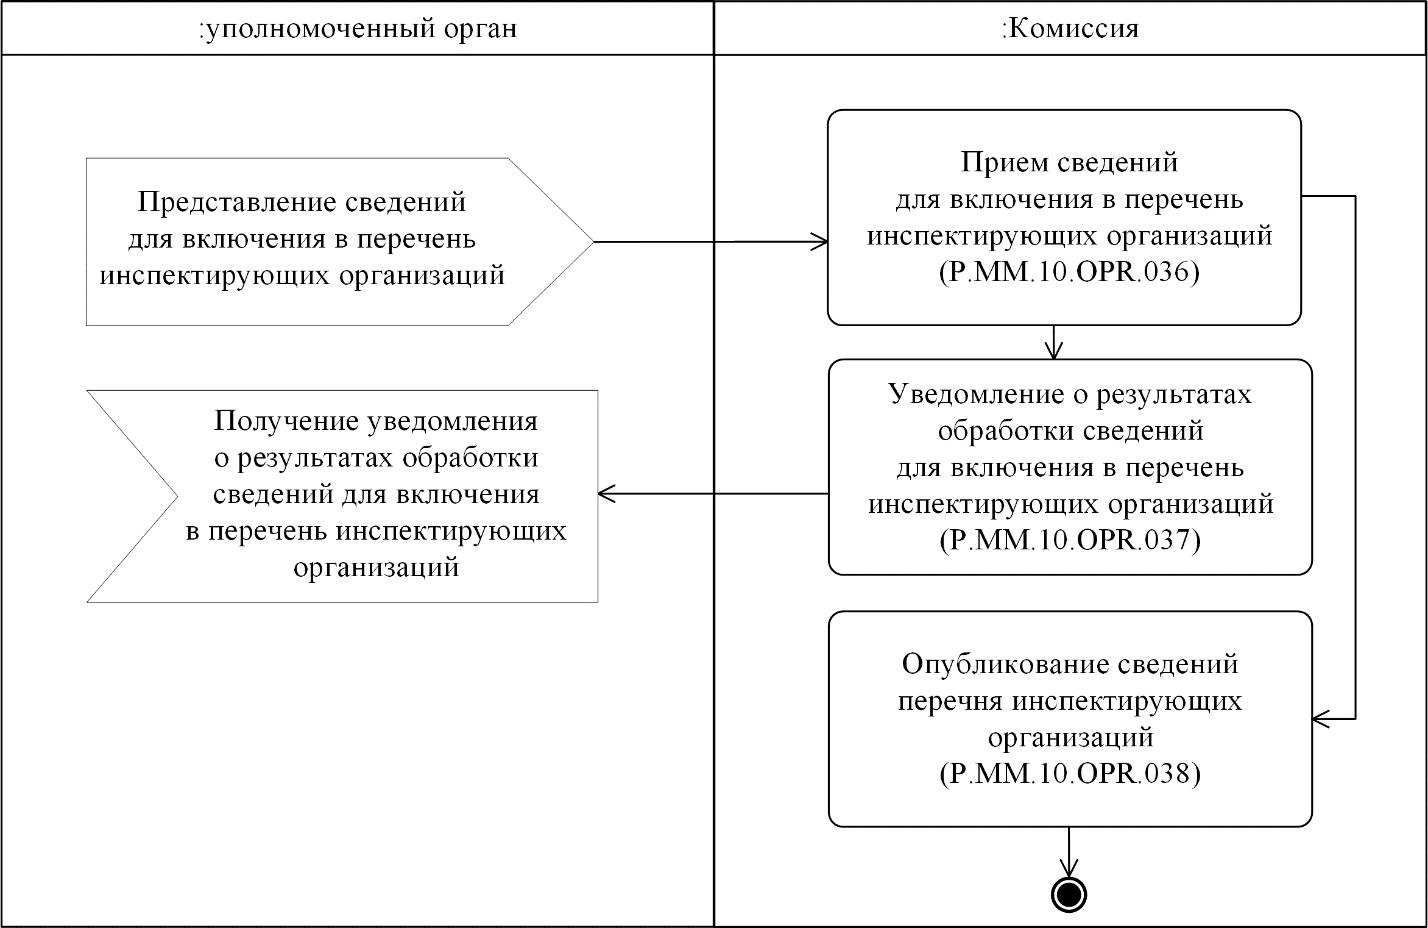 :уполномоченный орган
:Комиссия
Представление сведений
для включения в перечень
инспектирующих организаций
Прием сведений
для включения в перечень
инспектирующих организаций
(P.MM.10.OPR.036)
Уведомление о результатах
обработки сведений
для включения в перечень
инспектирующих организаций
(P.MM.10.OPR.037)
Получение уведомления
о результатах обработки
сведений для включения
в перечень инспектирующих
организаций
Опубликование сведений
перечня инспектирующих
организаций
(P.MM.10.OPR.038)